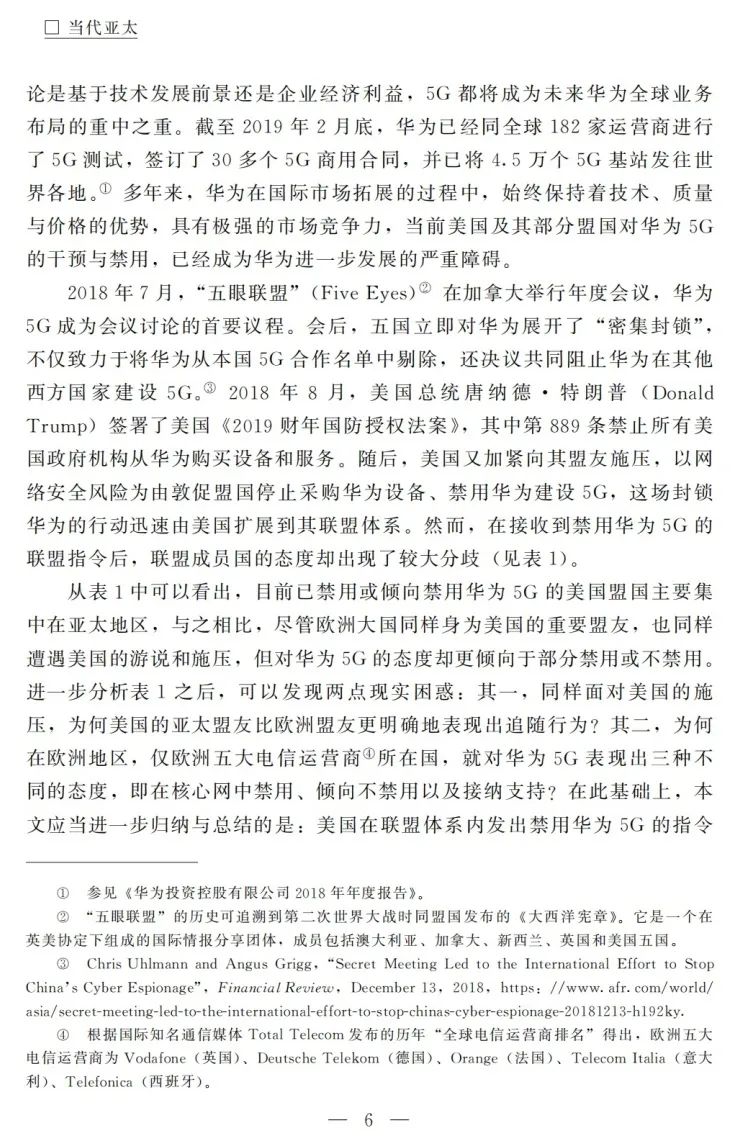 □ 当代亚太
论是基于技术发展前景还是企业经济利益，5G 都将成为未来华为全球业务
布局的重中之重。截至 2019 年 2 月底，华为已经同全球 182 家运营商进行
了 5G 测试，签订了 30 多个 5G 商用合同，并已将 4.5 万个 5G 基站发往世
界各地。① 多年来，华为在国际市场拓展的过程中，始终保持着技术、质量
与价格的优势，具有极强的市场竞争力，当前美国及其部分盟国对华为 5G
的干预与禁用，已经成为华为进一步发展的严重障碍。
2018 年 7 月，“五眼联盟”（Five Eyes）② 在加拿大举行年度会议，华为
5G 成为会议讨论的首要议程。会后，五国立即对华为展开了“密集封锁”，
不仅致力于将华为从本国 5G 合作名单中剔除，还决议共同阻止华为在其他
西方国家建设 5G。③ 2018 年 8 月，美国总统唐纳德·特朗普（Donald
Trump）签署了美国《2019 财年国防授权法案》，其中第 889 条禁止所有美
国政府机构从华为购买设备和服务。随后，美国又加紧向其盟友施压，以网
络安全风险为由敦促盟国停止采购华为设备、禁用华为建设 5G，这场封锁
华为的行动迅速由美国扩展到其联盟体系。然而，在接收到禁用华为 5G 的
联盟指令后，联盟成员国的态度却出现了较大分歧（见表 1）。
从表 1 中可以看出，目前已禁用或倾向禁用华为 5G 的美国盟国主要集
中在亚太地区，与之相比，尽管欧洲大国同样身为美国的重要盟友，也同样
遭遇美国的游说和施压，但对华为 5G 的态度却更倾向于部分禁用或不禁用。
进一步分析表 1 之后，可以发现两点现实困惑：其一，同样面对美国的施
压，为何美国的亚太盟友比欧洲盟友更明确地表现出追随行为？其二，为何
在欧洲地区，仅欧洲五大电信运营商④所在国，就对华为 5G 表现出三种不
同的态度，即在核心网中禁用、倾向不禁用以及接纳支持？在此基础上，本
文应当进一步归纳与总结的是：美国在联盟体系内发出禁用华为 5G 的指令
① 参见《华为投资控股有限公司 2018 年年度报告》。
② “五眼联盟”的历史可追溯到第二次世界大战时同盟国发布的《大西洋宪章》。它是一个在
英美协定下组成的国际情报分享团体，成员包括澳大利亚、加拿大、新西兰、英国和美国五国。
③ Chris Uhlmann and Angus Grigg, “Secret Meeting Led to the International Effort to Stop
China’s Cyber Espionage”, Financial Review, December 13, 2018, https: //www. afr. com/world/
asia/secret-meeting-led-to-the-international-effort-to-stop-chinas-cyber-espionage-20181213-h192ky.
④ 根据国际知名通信媒体 Total Telecom 发布的历年“全球电信运营商排名”得出，欧洲五大
电信运营商为 Vodafone（英国）、Deutsche Telekom（德国）、Orange（法国）、Telecom Italia（意大
利）、Telefonica（西班牙）。
— 6 —